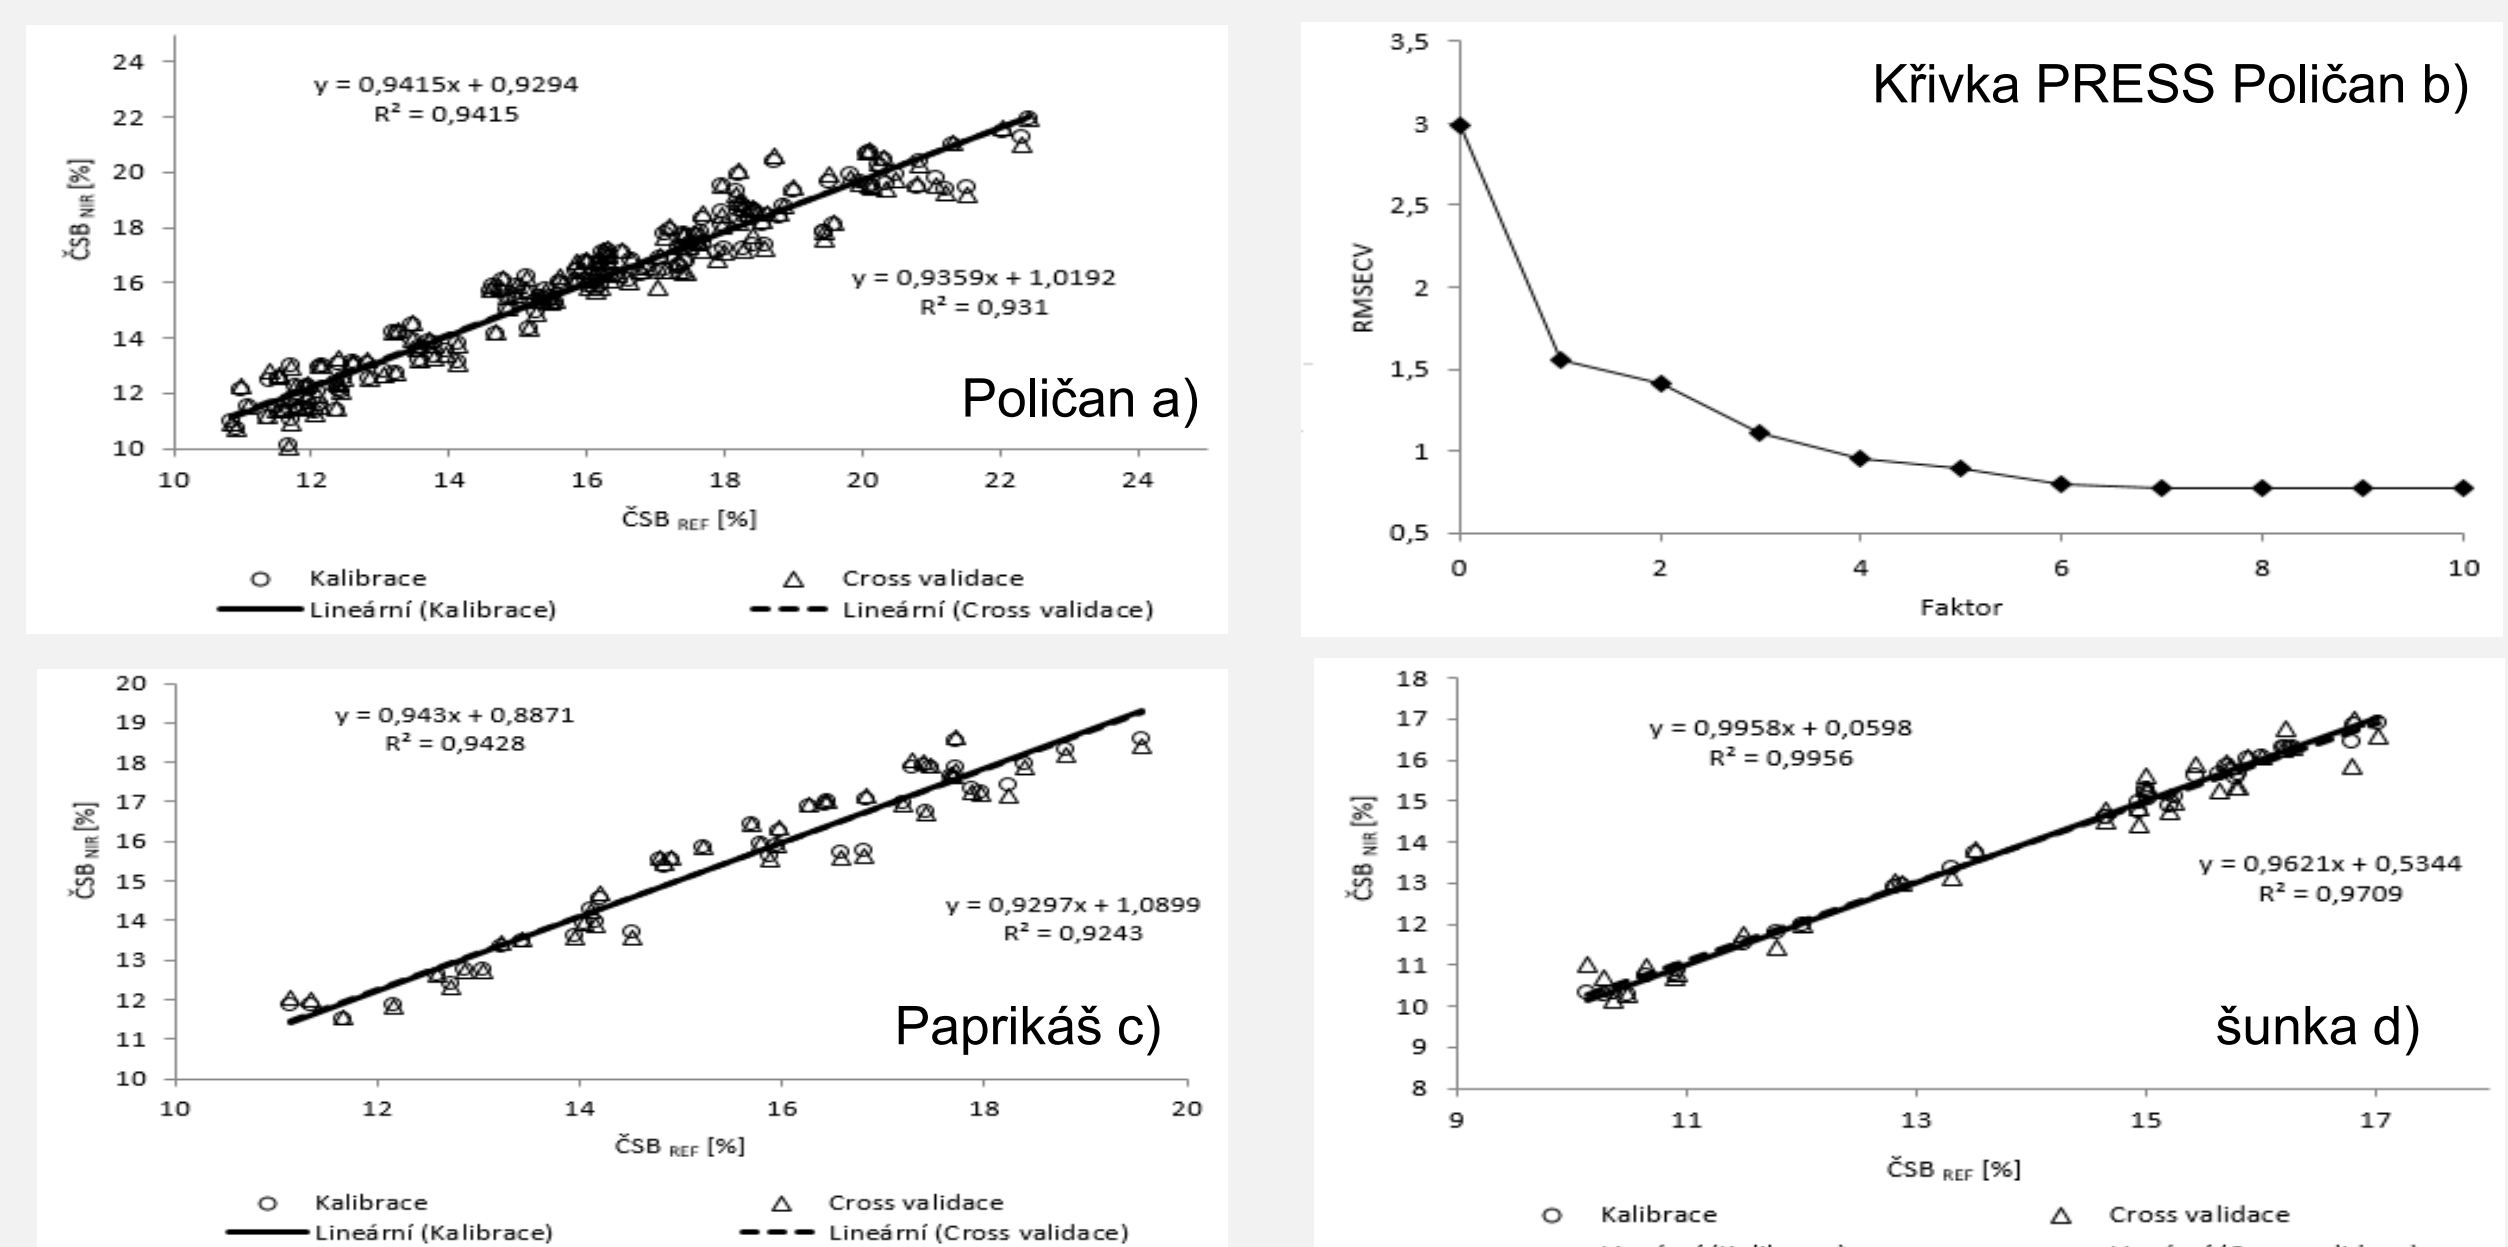 24
22
20
18
16
14
12
10
ČSB NIR [%]
y = 0,9415x + 0,9294
R² = 0,9415
y = 0,9359x + 1,0192
R² = 0,931
Poličan a)
10 12 14 16 18 20 22 24
ČSB REF [%]
Kalibrace Cross validace
Lineární (Kalibrace) Lineární (Cross validace)
Křivka PRESS Poličan b)
3,5
3
2,5
2
1,5
1
0,5
RMSECV
0 2 4 6 8 10
Faktor
20
19
18
17
16
15
14
13
12
11
10
ČSB NIR [%]
y = 0,943x + 0,8871
R² = 0,9428
y = 0,9297x + 1,0899
R² = 0,9243
Paprikáš c)
10 12 14 16 18 20
ČSB REF [%]
Kalibrace Cross validace
Lineární (Kalibrace) Lineární (Cross validace)
18
17
16
15
14
13
12
11
10
9
8
ČSB NIR [%]
y = 0,9958x + 0,0598
R² = 0,9956
y = 0,9621x + 0,5344
R² = 0,9709
šunka d)
9 11 13 15 17
ČSB REF [%]
Kalibrace Cross validace